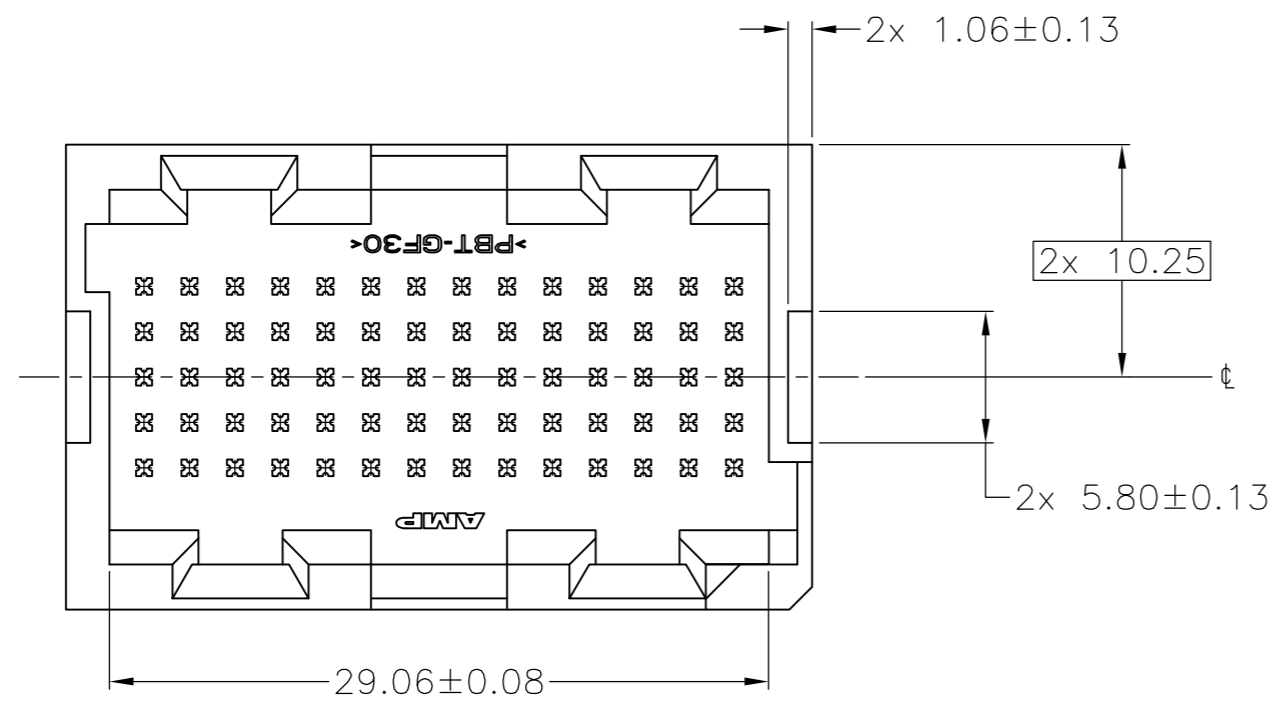 2x 1.06±0.13
2x 10.25
>PBT-GF30<
℄
2x 5.80±0.13
AMP
29.06±0.08